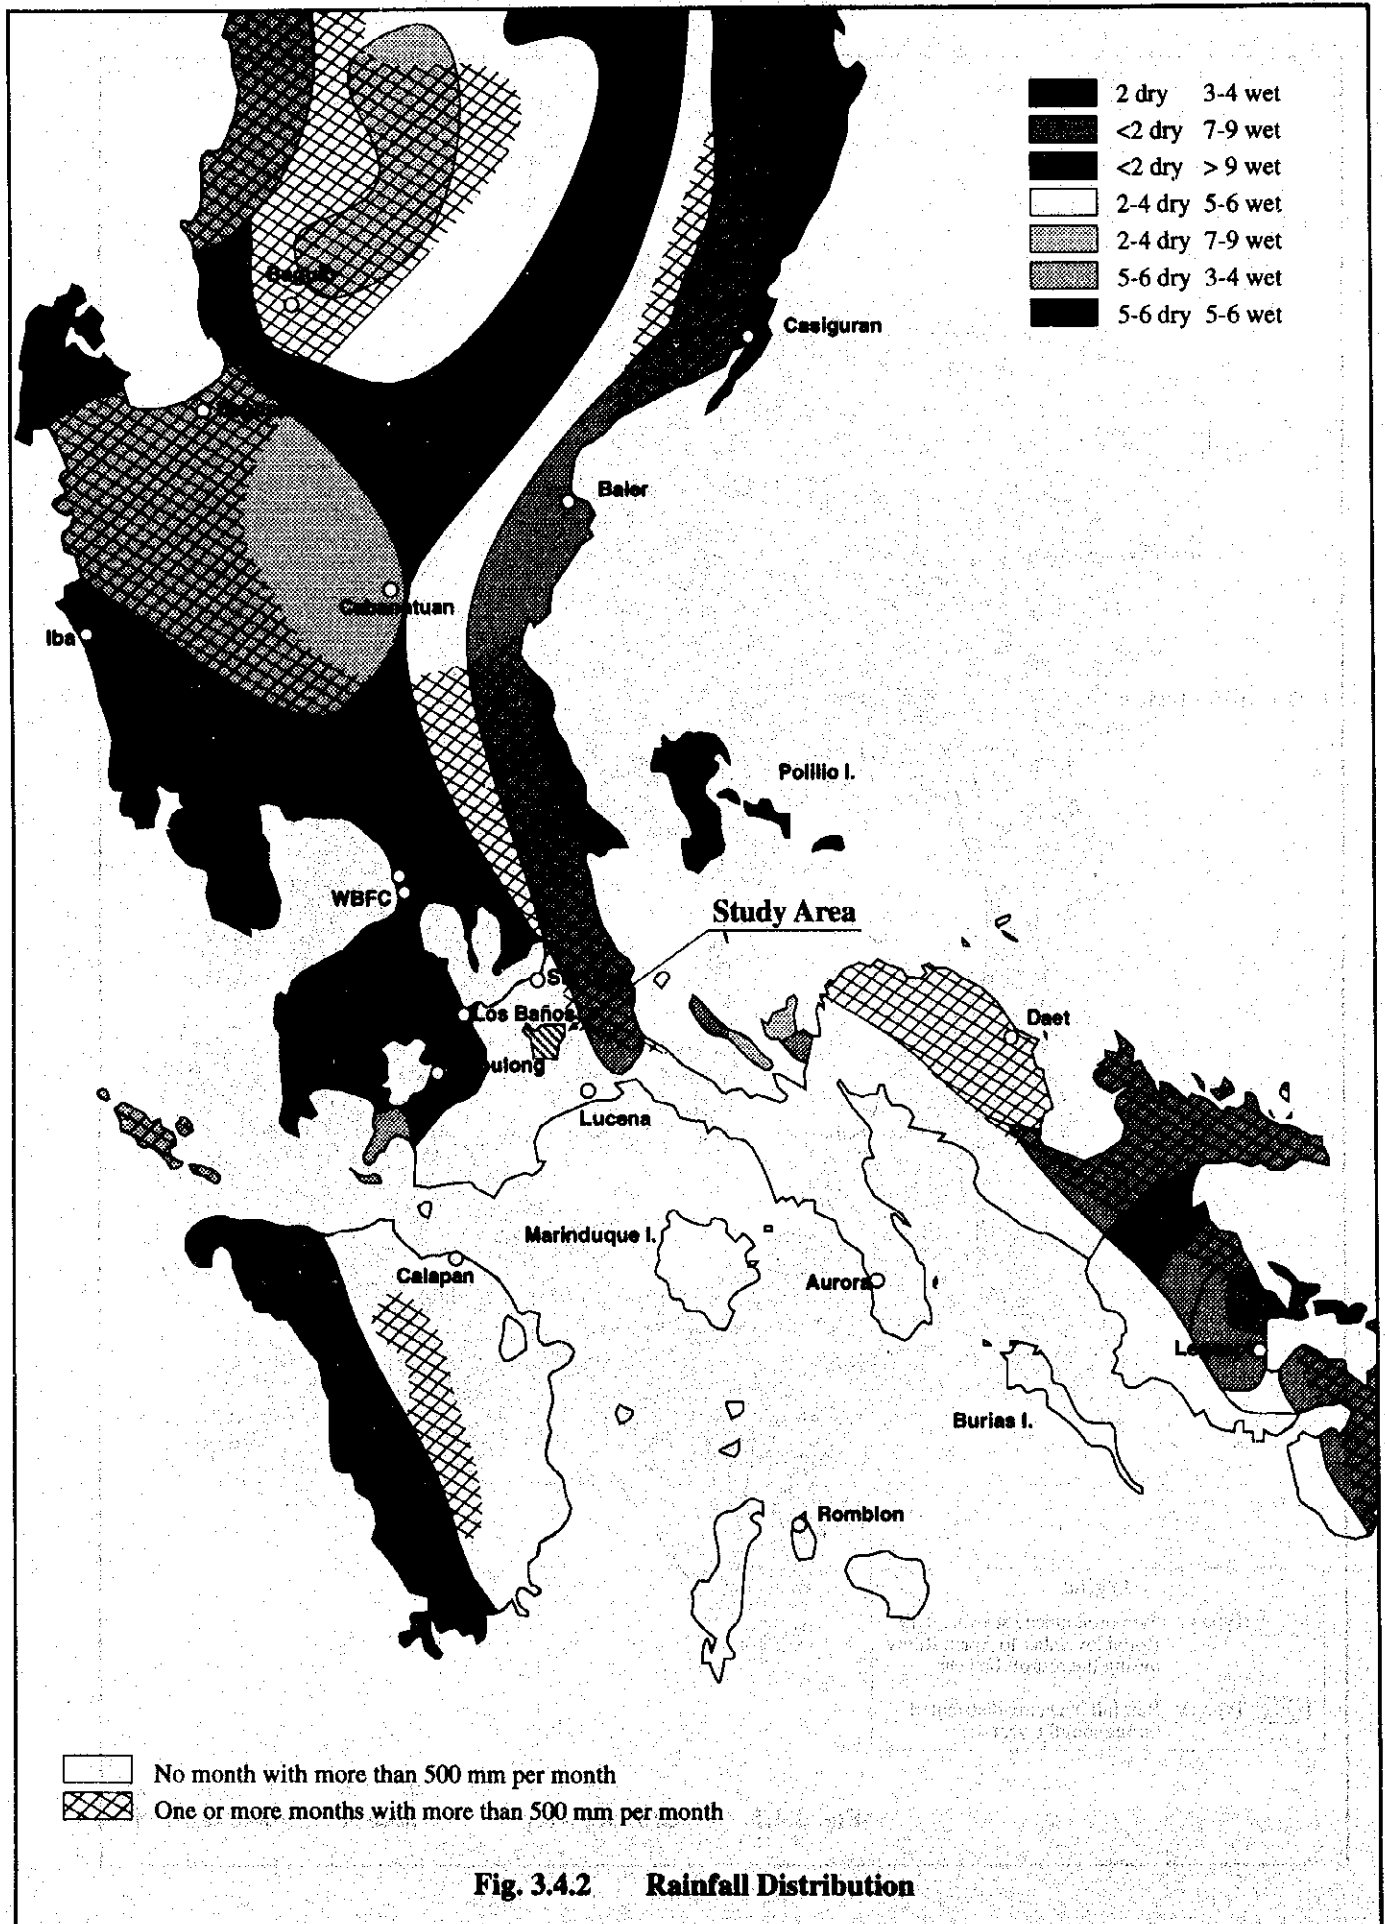 2 dry 3-4 wet
<2 dry 7-9 wet
<2 dry > 9 wet
2-4 dry 5-6 wet
2-4 dry 7-9 wet
5-6 dry 3-4 wet
5-6 dry 5-6 wet
Casiguran
Baler
Cabanatuan
Iba
Polillo I.
WBFC
Study Area
Los Baños
Daet
Lucena
Marinduque I.
Calapan
Aurora
Burias I.
Romblon
No month with more than 500 mm per month
One or more months with more than 500 mm per month
Fig. 3.4.2 Rainfall Distribution